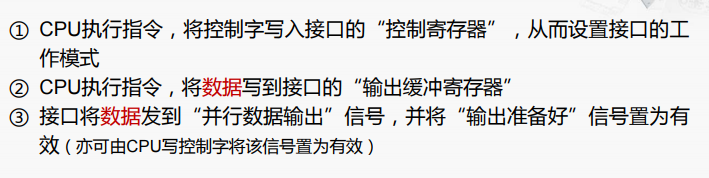 ① CPU执行指令，将控制字写入接口的“控制寄存器”，从而设置接口的工
作模式
② CPU执行指令，将数据写到接口的“输出缓冲寄存器”
③ 接口将数据发到“并行数据输出”信号，并将“输出准备好”信号置为有
效（亦可由CPU写控制字将该信号置为有效）